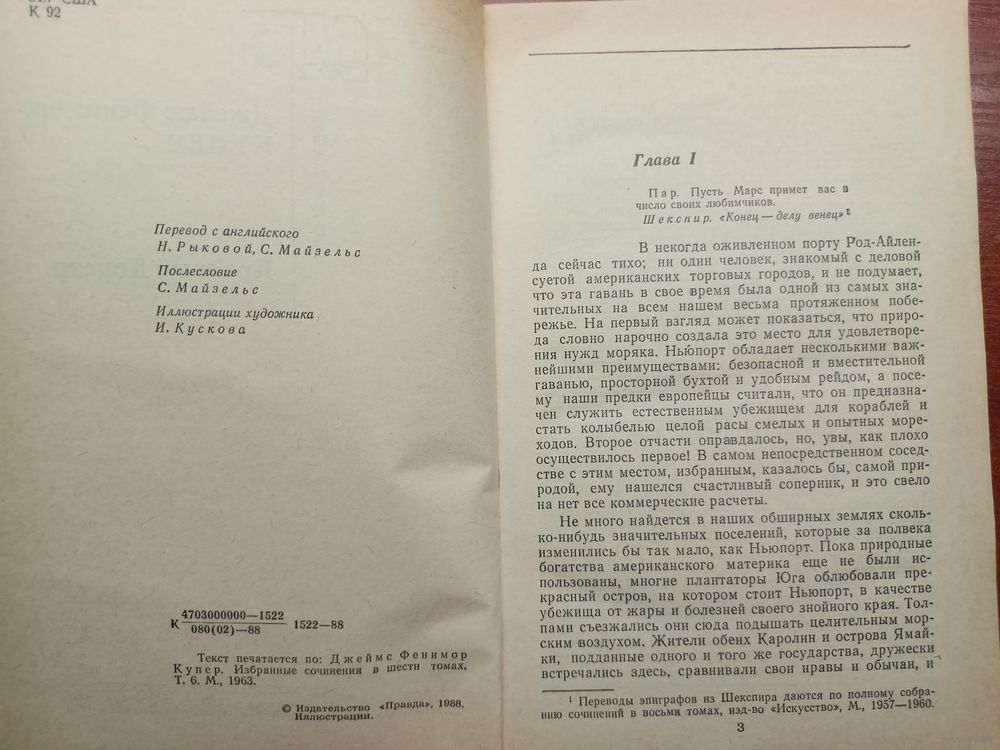 К 92
Перевод с английского
Н. Рыковой, С. Майзельс
Послесловие
С. Майзельс
Иллюстрации художника
И. Кускова
К 4703000000—1522
080(02)—88 1522—88
Текст печатается по: Джеймс Фенимор
Купер. Избранные сочинения в шести томах.
Т. 6. М., 1963.
© Издательство «Правда», 1988.
Иллюстрации.
Глава I
Пар. Пусть Марс примет вас в
число своих любимчиков.
Шекспир. «Конец — делу венец» 1
В некогда оживленном порту Род-Айлен-
да сейчас тихо; ни один человек, знакомый с деловой
суетой американских торговых городов, и не подумает,
что эта гавань в свое время была одной из самых зна-
чительных на всем нашем весьма протяженном побе-
режье. На первый взгляд может показаться, что приро-
да словно нарочно создала это место для удовлетворе-
ния нужд моряка. Ньюпорт обладает несколькими важ-
нейшими преимуществами: безопасной и вместительной
гаванью, просторной бухтой и удобным рейдом, а посе-
му наши предки европейцы считали, что он предназна-
чен служить естественным убежищем для кораблей и
стать колыбелью целой расы смелых и опытных море-
ходов. Второе отчасти оправдалось, но, увы, как плохо
осуществилось первое! В самом непосредственном сосед-
стве с этим местом, избранным, казалось бы, самой при-
родой, ему нашелся счастливый соперник, и это свело
на нет все коммерческие расчеты.
Не много найдется в наших обширных землях сколь-
ко-нибудь значительных поселений, которые за полвека
изменились бы так мало, как Ньюпорт. Пока природные
богатства американского материка еще не были ис-
пользованы, многие плантаторы Юга облюбовали пре-
красный остров, на котором стоит Ньюпорт, в качестве
убежища от жары и болезней своего знойного края. Тол-
пами съезжались они сюда подышать целительным мор-
ским воздухом. Жители обеих Каролин и острова Ямай-
ки, подданные одного и того же государства, дружески
встречались здесь, сравнивали свои нравы и обычаи, и
1 Переводы эпиграфов из Шекспира даются по полному собра-
нию сочинений в восьми томах, изд-во «Искусство», М., 1957—1960.
3